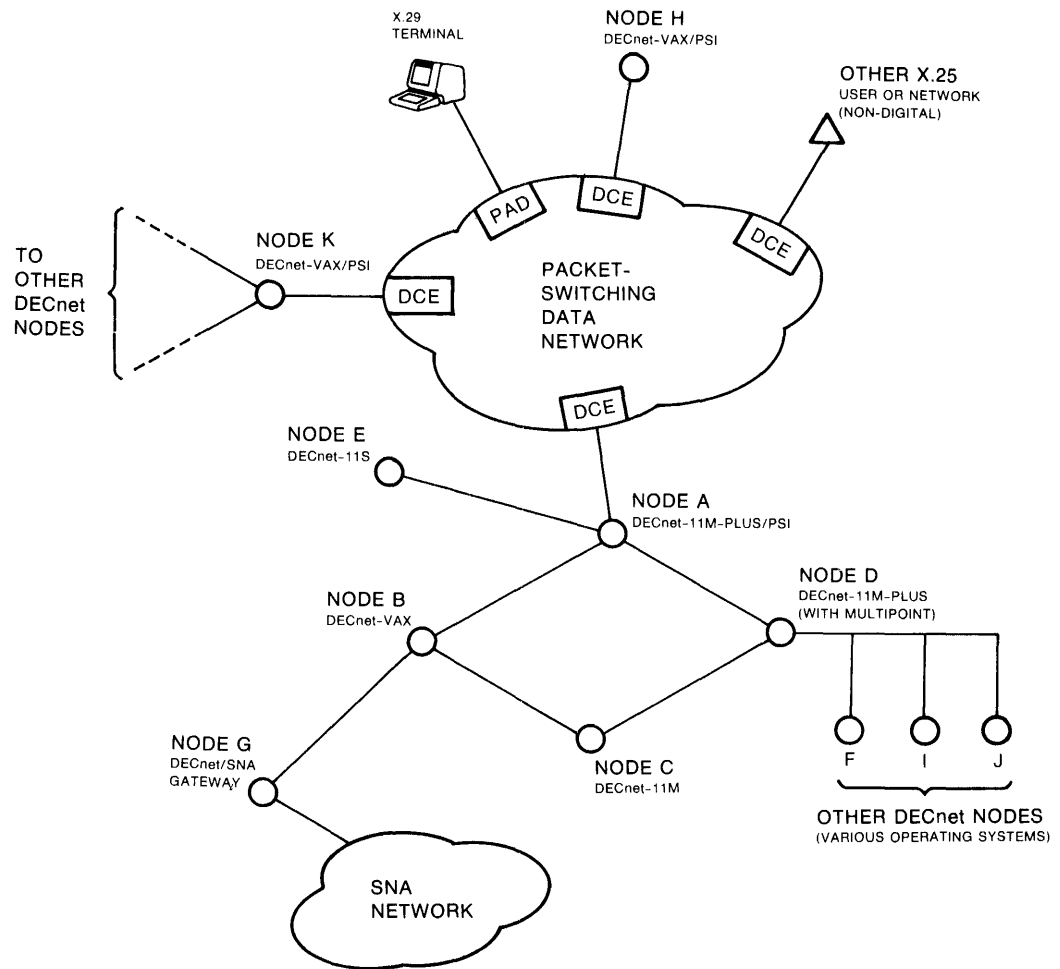 X.29
TERMINAL
NODE H
DECnet-VAX/PSI
OTHER X.25
USER OR NETWORK
(NON-DIGITAL)
PAD
DCE
DCE
TO
OTHER
DECnet
NODES
NODE K
DECnet-VAX/PSI
DCE
PACKET-
SWITCHING
DATA
NETWORK
DCE
NODE E
DECnet-11S
NODE A
DECnet-11M-PLUS/PSI
NODE B
DECnet-VAX
NODE D
DECnet-11M-PLUS
(WITH MULTIPOINT)
NODE G
DECnet/SNA
GATEWAY
NODE C
DECnet-11M
F
I
J
OTHER DECnet NODES
(VARIOUS OPERATING SYSTEMS)
SNA
NETWORK